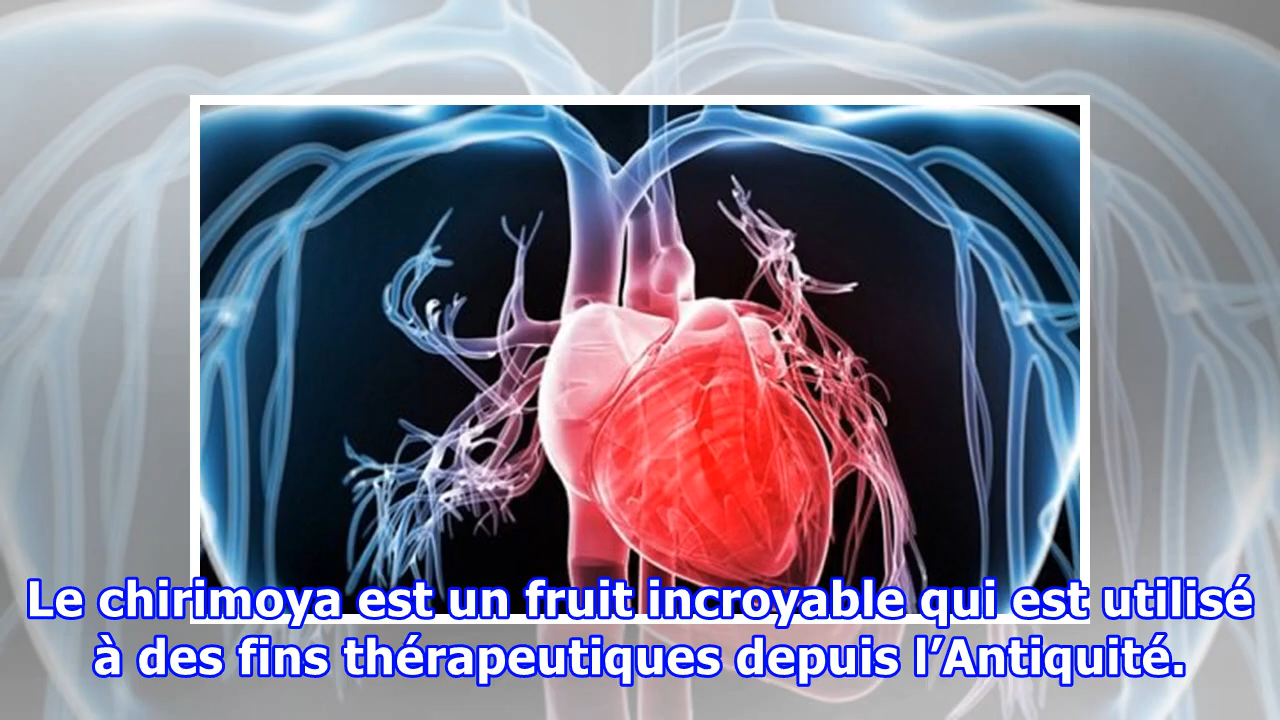 Le chirimoya est un fruit incroyable qui est utilisé
à des fins thérapeutiques depuis l’Antiquité.